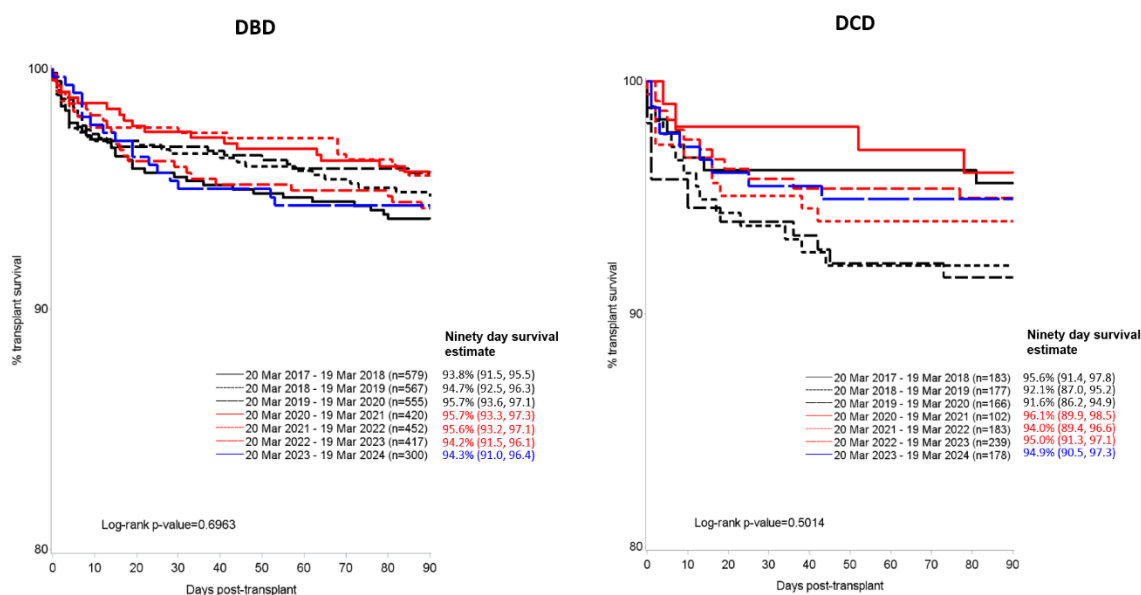 DBD
100
90
80
% transplant survival
Ninety day survival
estimate
20 Mar 2017 - 19 Mar 2018 (n=579) 93.8% (91.5, 95.5)
20 Mar 2018 - 19 Mar 2019 (n=567) 94.7% (92.5, 96.3)
20 Mar 2019 - 19 Mar 2020 (n=555) 95.7% (93.6, 97.1)
20 Mar 2020 - 19 Mar 2021 (n=420) 95.7% (93.3, 97.3)
20 Mar 2021 - 19 Mar 2022 (n=452) 95.6% (93.2, 97.1)
20 Mar 2022 - 19 Mar 2023 (n=417) 94.2% (91.5, 96.1)
20 Mar 2023 - 19 Mar 2024 (n=300) 94.3% (91.0, 96.4)
Log-rank p-value=0.6963
0 10 20 30 40 50 60 70 80 90
Days post-transplant
DCD
100
90
80
% transplant survival
Ninety day survival
estimate
20 Mar 2017 - 19 Mar 2018 (n=183) 95.6% (91.4, 97.8)
20 Mar 2018 - 19 Mar 2019 (n=177) 92.1% (87.0, 95.2)
20 Mar 2019 - 19 Mar 2020 (n=166) 91.6% (86.2, 94.9)
20 Mar 2020 - 19 Mar 2021 (n=102) 96.1% (89.9, 98.5)
20 Mar 2021 - 19 Mar 2022 (n=183) 94.0% (89.4, 96.6)
20 Mar 2022 - 19 Mar 2023 (n=239) 95.0% (91.3, 97.1)
20 Mar 2023 - 19 Mar 2024 (n=178) 94.9% (90.5, 97.3)
Log-rank p-value=0.5014
0 10 20 30 40 50 60 70 80 90
Days post-transplant